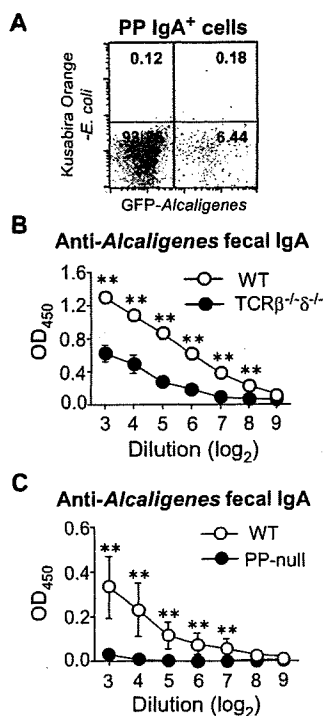 A
PP IgA+ cells
0.12 0.18
6.44
Kusabira Orange
-E. coli
GFP-Alcaligenes
B
Anti-Alcaligenes fecal IgA
1.6
1.2
0.8
0.4
0.0
OD450
** ** ** ** ** **
WT
TCRβ-/-δ-/-
3 4 5 6 7 8 9
Dilution (log2)
C
Anti-Alcaligenes fecal IgA
0.6
0.4
0.2
0.0
OD450
** ** ** ** **
WT
PP-null
3 4 5 6 7 8 9
Dilution (log2)